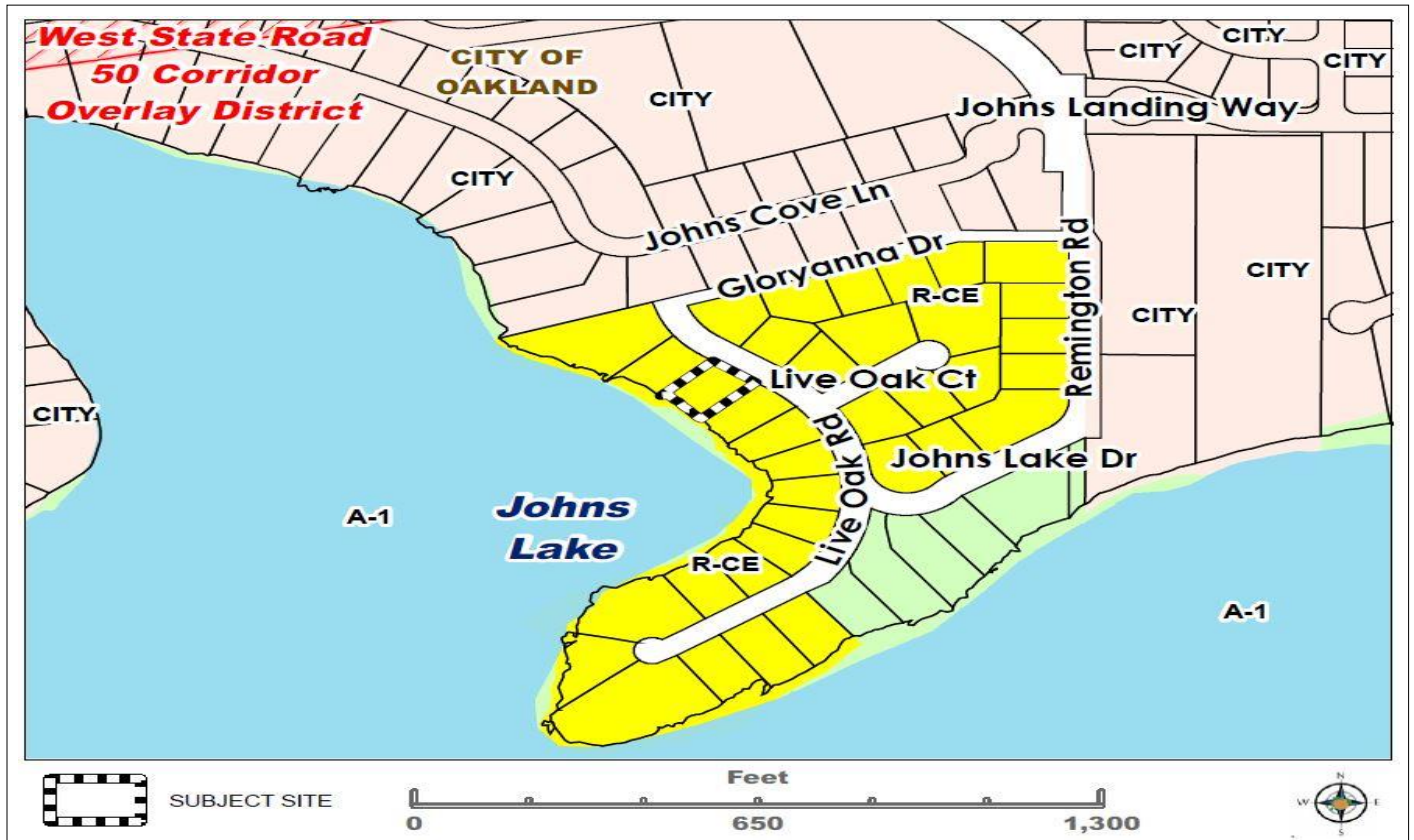 West State Road
50 Corridor
Overlay District
CITY OF
OAKLAND
CITY
CITY
CITY
CITY
Johns Landing Way
CITY
Johns Cove Ln
Gloryanna Dr
Remington Rd
CITY
R-CE
CITY
Live Oak Ct
CITY
Live Oak Rd
Johns Lake Dr
A-1
Johns
Lake
R-CE
A-1
SUBJECT SITE
Feet
0
650
1,300
N
W
E
S